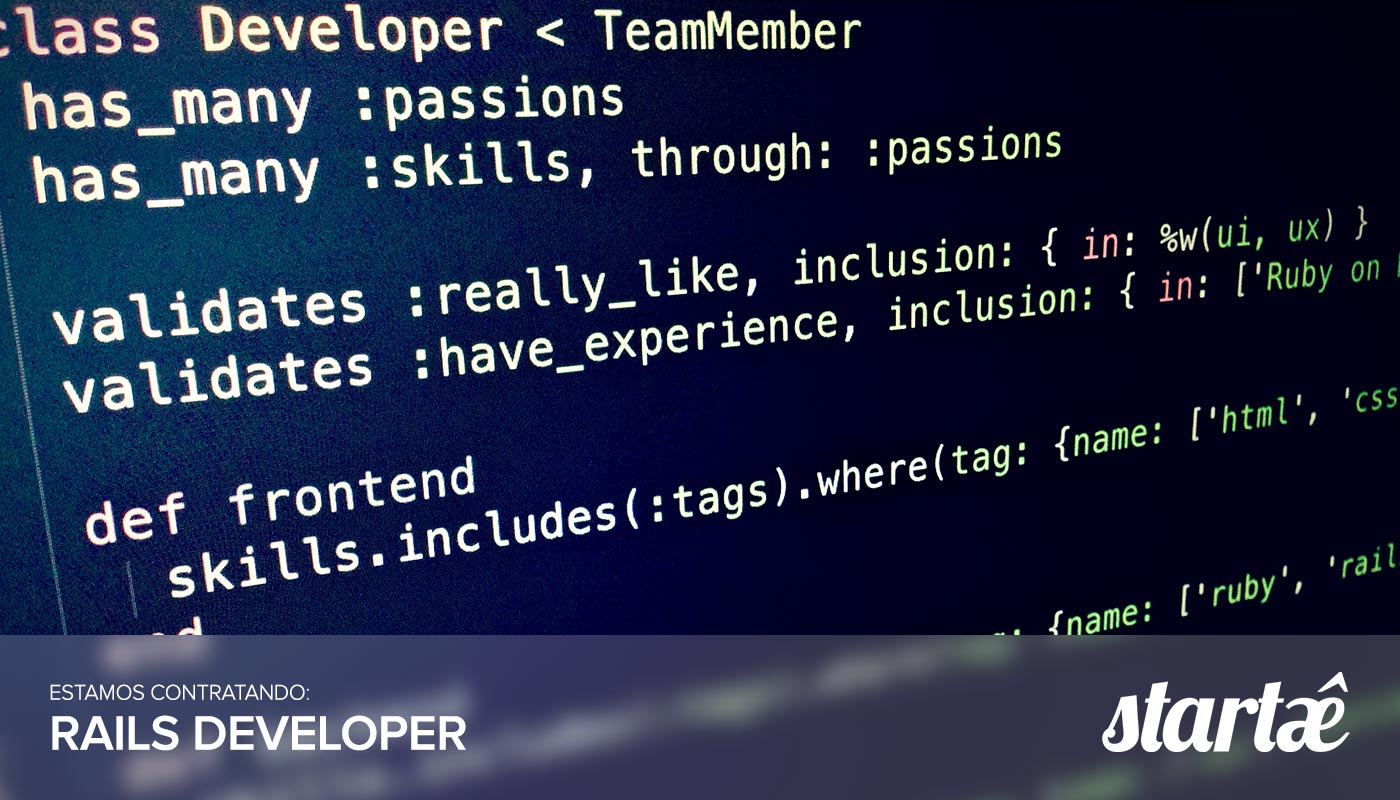 class Developer < TeamMember
has_many :passions
has_many :skills, through: :passions
validates :really_like, inclusion: { in: %w(ui, ux) }
validates :have_experience, inclusion: { in: ['Ruby on
def frontend
skills.includes(:tags).where(tag: {name: ['html', 'css
end
{name: ['ruby', 'rail
ESTAMOS CONTRATANDO:
RAILS DEVELOPER
startaê